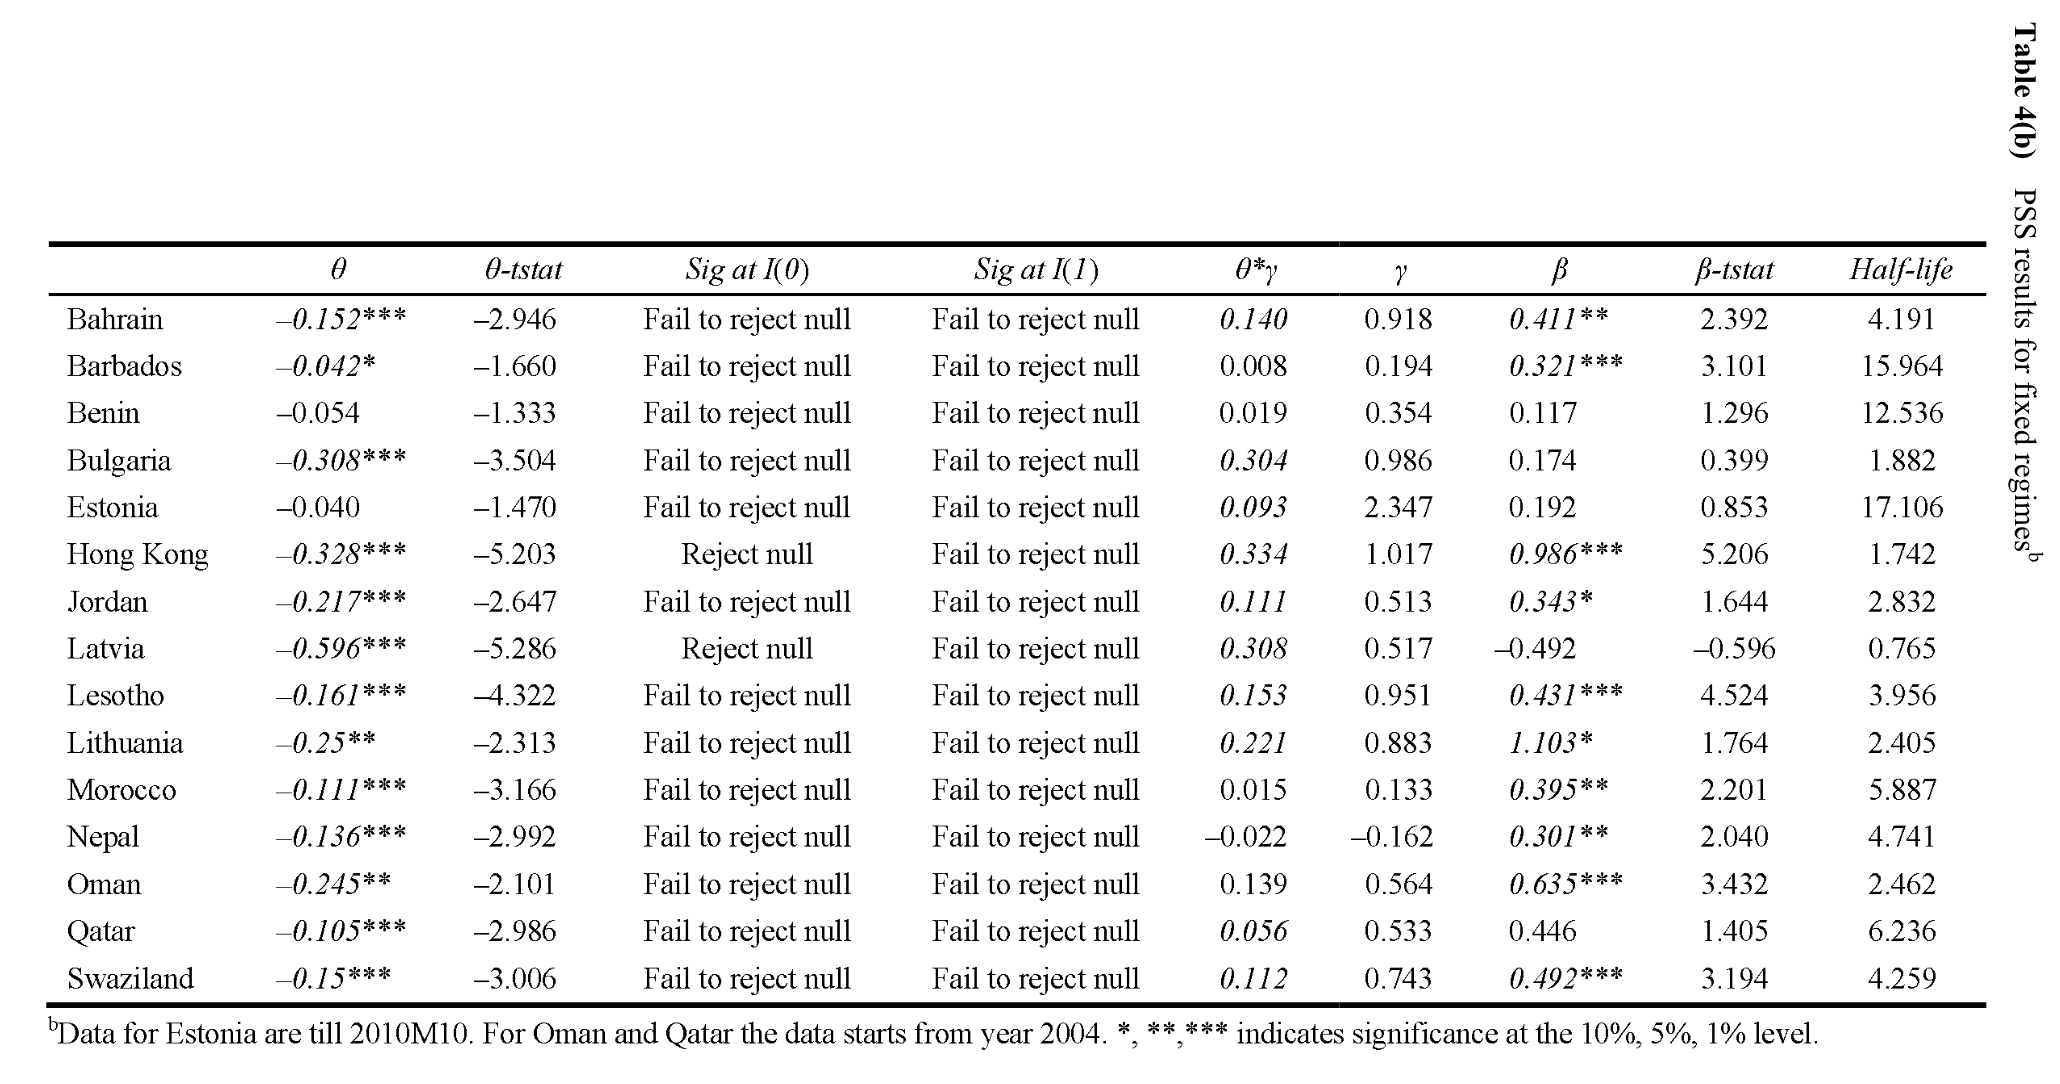 Table 4(b) PSS results for fixed regimesᵇ
θ θ-tstat Sig at I(0) Sig at I(1) θ*γ γ β β-tstat Half-life
Bahrain –0.152*** –2.946 Fail to reject null Fail to reject null 0.140 0.918 0.411** 2.392 4.191
Barbados –0.042* –1.660 Fail to reject null Fail to reject null 0.008 0.194 0.321*** 3.101 15.964
Benin –0.054 –1.333 Fail to reject null Fail to reject null 0.019 0.354 0.117 1.296 12.536
Bulgaria –0.308*** –3.504 Fail to reject null Fail to reject null 0.304 0.986 0.174 0.399 1.882
Estonia –0.040 –1.470 Fail to reject null Fail to reject null 0.093 2.347 0.192 0.853 17.106
Hong Kong –0.328*** –5.203 Reject null Fail to reject null 0.334 1.017 0.986*** 5.206 1.742
Jordan –0.217*** –2.647 Fail to reject null Fail to reject null 0.111 0.513 0.343* 1.644 2.832
Latvia –0.596*** –5.286 Reject null Fail to reject null 0.308 0.517 –0.492 –0.596 0.765
Lesotho –0.161*** –4.322 Fail to reject null Fail to reject null 0.153 0.951 0.431*** 4.524 3.956
Lithuania –0.25** –2.313 Fail to reject null Fail to reject null 0.221 0.883 1.103* 1.764 2.405
Morocco –0.111*** –3.166 Fail to reject null Fail to reject null 0.015 0.133 0.395** 2.201 5.887
Nepal –0.136*** –2.992 Fail to reject null Fail to reject null –0.022 –0.162 0.301** 2.040 4.741
Oman –0.245** –2.101 Fail to reject null Fail to reject null 0.139 0.564 0.635*** 3.432 2.462
Qatar –0.105*** –2.986 Fail to reject null Fail to reject null 0.056 0.533 0.446 1.405 6.236
Swaziland –0.15*** –3.006 Fail to reject null Fail to reject null 0.112 0.743 0.492*** 3.194 4.259
ᵇData for Estonia are till 2010M10. For Oman and Qatar the data starts from year 2004. *, **,*** indicates significance at the 10%, 5%, 1% level.